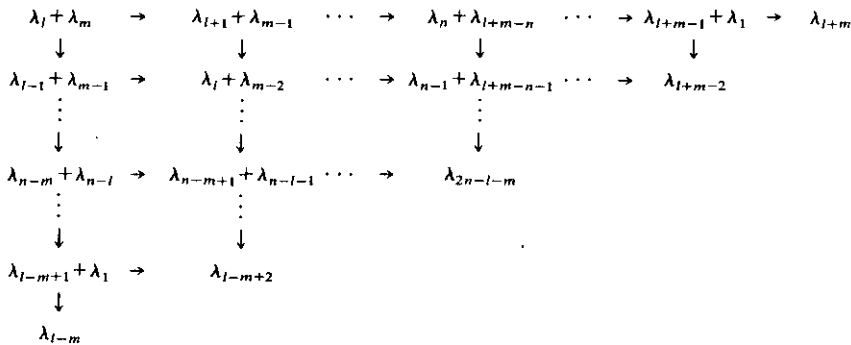 λ_l + λ_m → λ_{l+1} + λ_{m-1} ⋯ → λ_n + λ_{l+m-n} ⋯ → λ_{l+m-1} + λ_1 → λ_{l+m}
↓ ↓ ↓ ↓
λ_{l-1} + λ_{m-1} → λ_l + λ_{m-2} ⋯ → λ_{n-1} + λ_{l+m-n-1} ⋯ → λ_{l+m-2}
⋮ ⋮ ⋮
↓ ↓ ↓
λ_{n-m} + λ_{n-l} → λ_{n-m+1} + λ_{n-l-1} ⋯ → λ_{2n-l-m}
⋮ ⋮
↓ ↓
λ_{l-m+1} + λ_1 → λ_{l-m+2}
↓
λ_{l-m}